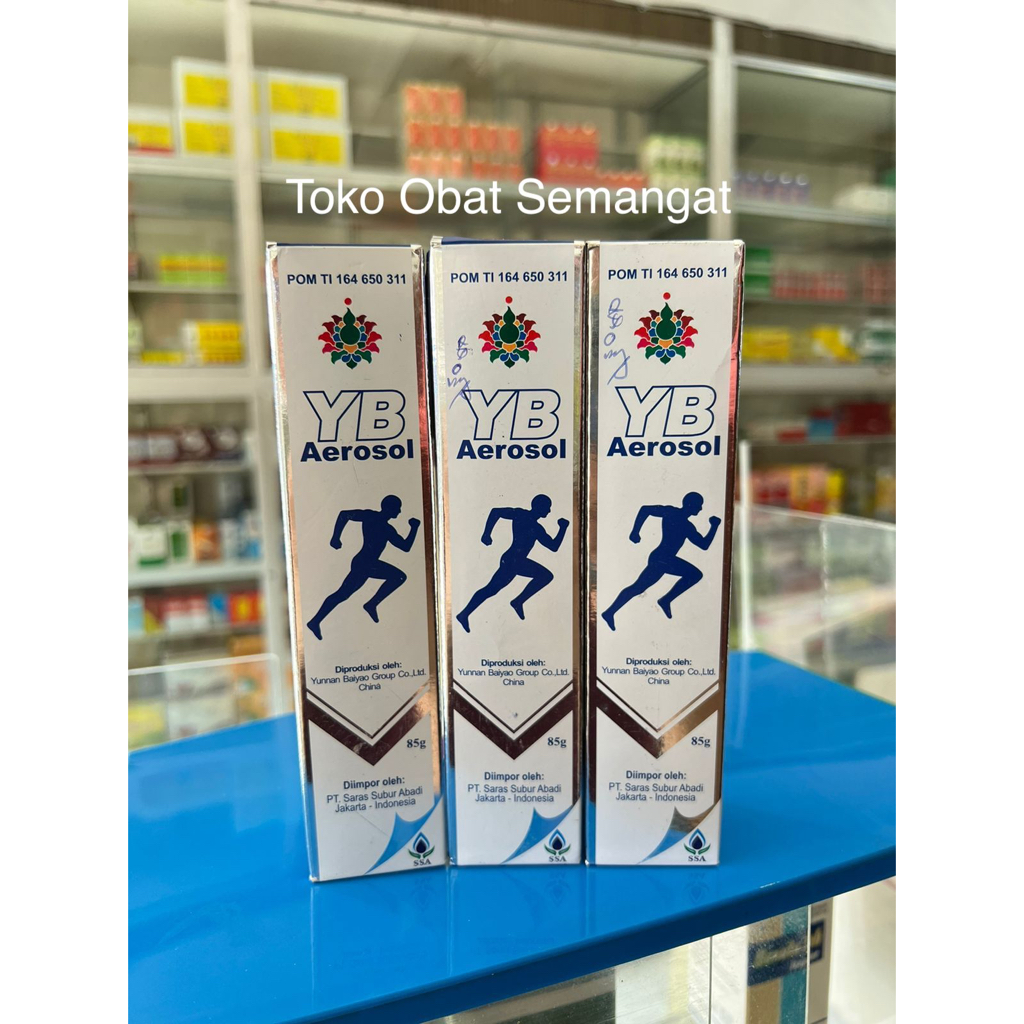 Toko Obat Semangat
POM TI 164 650 311
YB
Aerosol
Diproduksi oleh:
Yunnan Baiyao Group Co.,Ltd.
China
85g
Diimpor oleh:
PT. Saras Subur Abadi
Jakarta - Indonesia
SSA
POM TI 164 650 311
YB
Aerosol
Diproduksi oleh:
Yunnan Baiyao Group Co.,Ltd.
China
85g
Diimpor oleh:
PT. Saras Subur Abadi
Jakarta - Indonesia
SSA
POM TI 164 650 311
YB
Aerosol
Diproduksi oleh:
Yunnan Baiyao Group Co.,Ltd.
China
85g
Diimpor oleh:
PT. Saras Subur Abadi
Jakarta - Indonesia
SSA